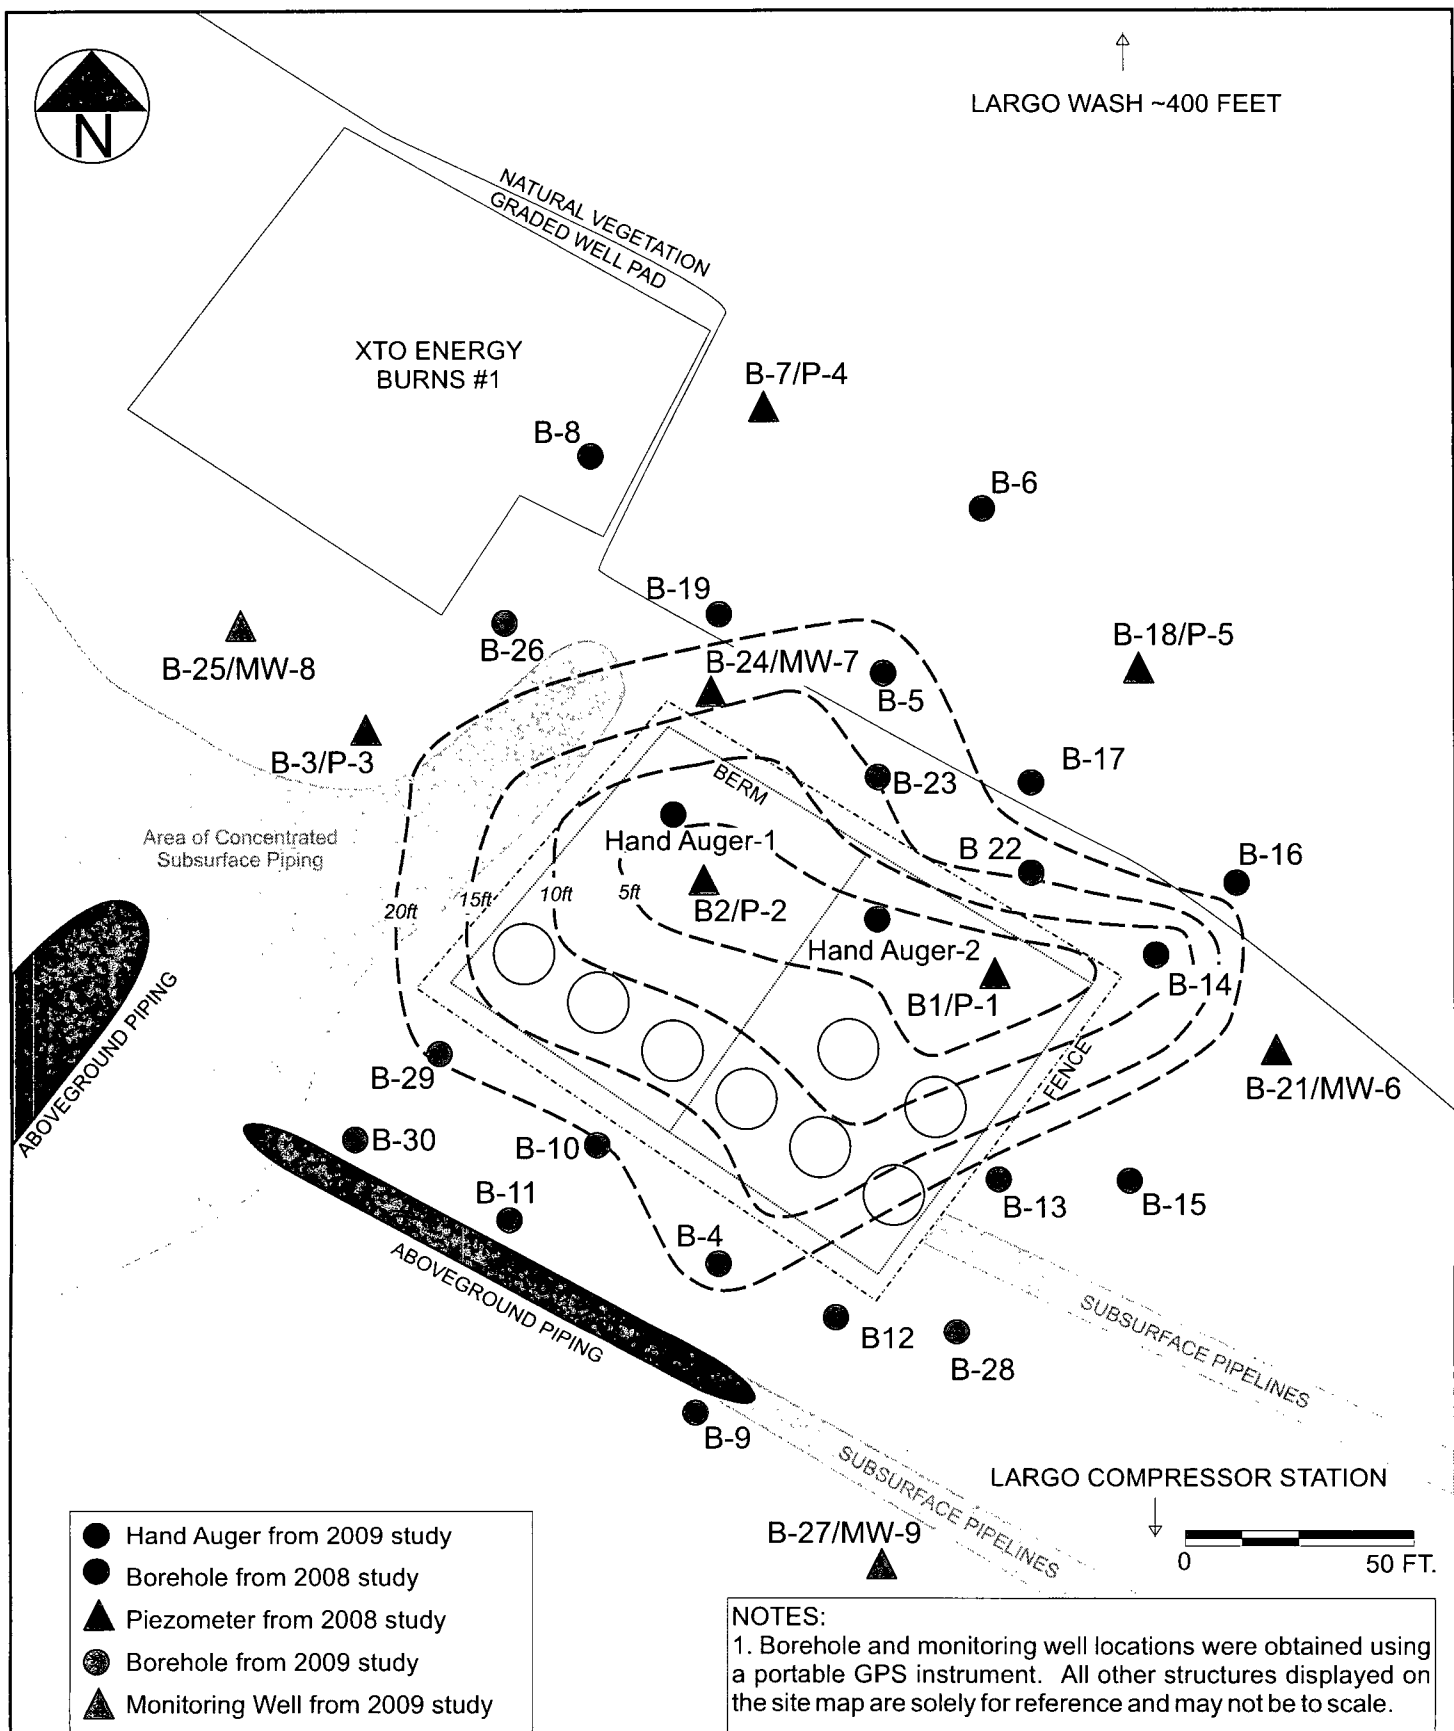 N
LARGO WASH ~400 FEET
NATURAL VEGETATION
GRADED WELL PAD
XTO ENERGY
BURNS #1
B-7/P-4
B-8
B-6
B-19
B-26
B-25/MW-8
B-24/MW-7
B-18/P-5
B-5
B-3/P-3
B-17
BERM
B-23
Area of Concentrated
Subsurface Piping
Hand Auger-1
B 22
B-16
20ft
15ft
10ft
5ft
B2/P-2
Hand Auger-2
B-14
B1/P-1
ABOVEGROUND PIPING
FENCE
B-29
B-21/MW-6
B-30
B-10
B-11
B-13
B-15
B-4
ABOVEGROUND PIPING
SUBSURFACE PIPELINES
B12
B-28
B-9
SUBSURFACE PIPELINES
LARGO COMPRESSOR STATION
B-27/MW-9
0 50 FT.
Hand Auger from 2009 study
Borehole from 2008 study
Piezometer from 2008 study
Borehole from 2009 study
Monitoring Well from 2009 study
NOTES:
1. Borehole and monitoring well locations were obtained using
a portable GPS instrument. All other structures displayed on
the site map are solely for reference and may not be to scale.